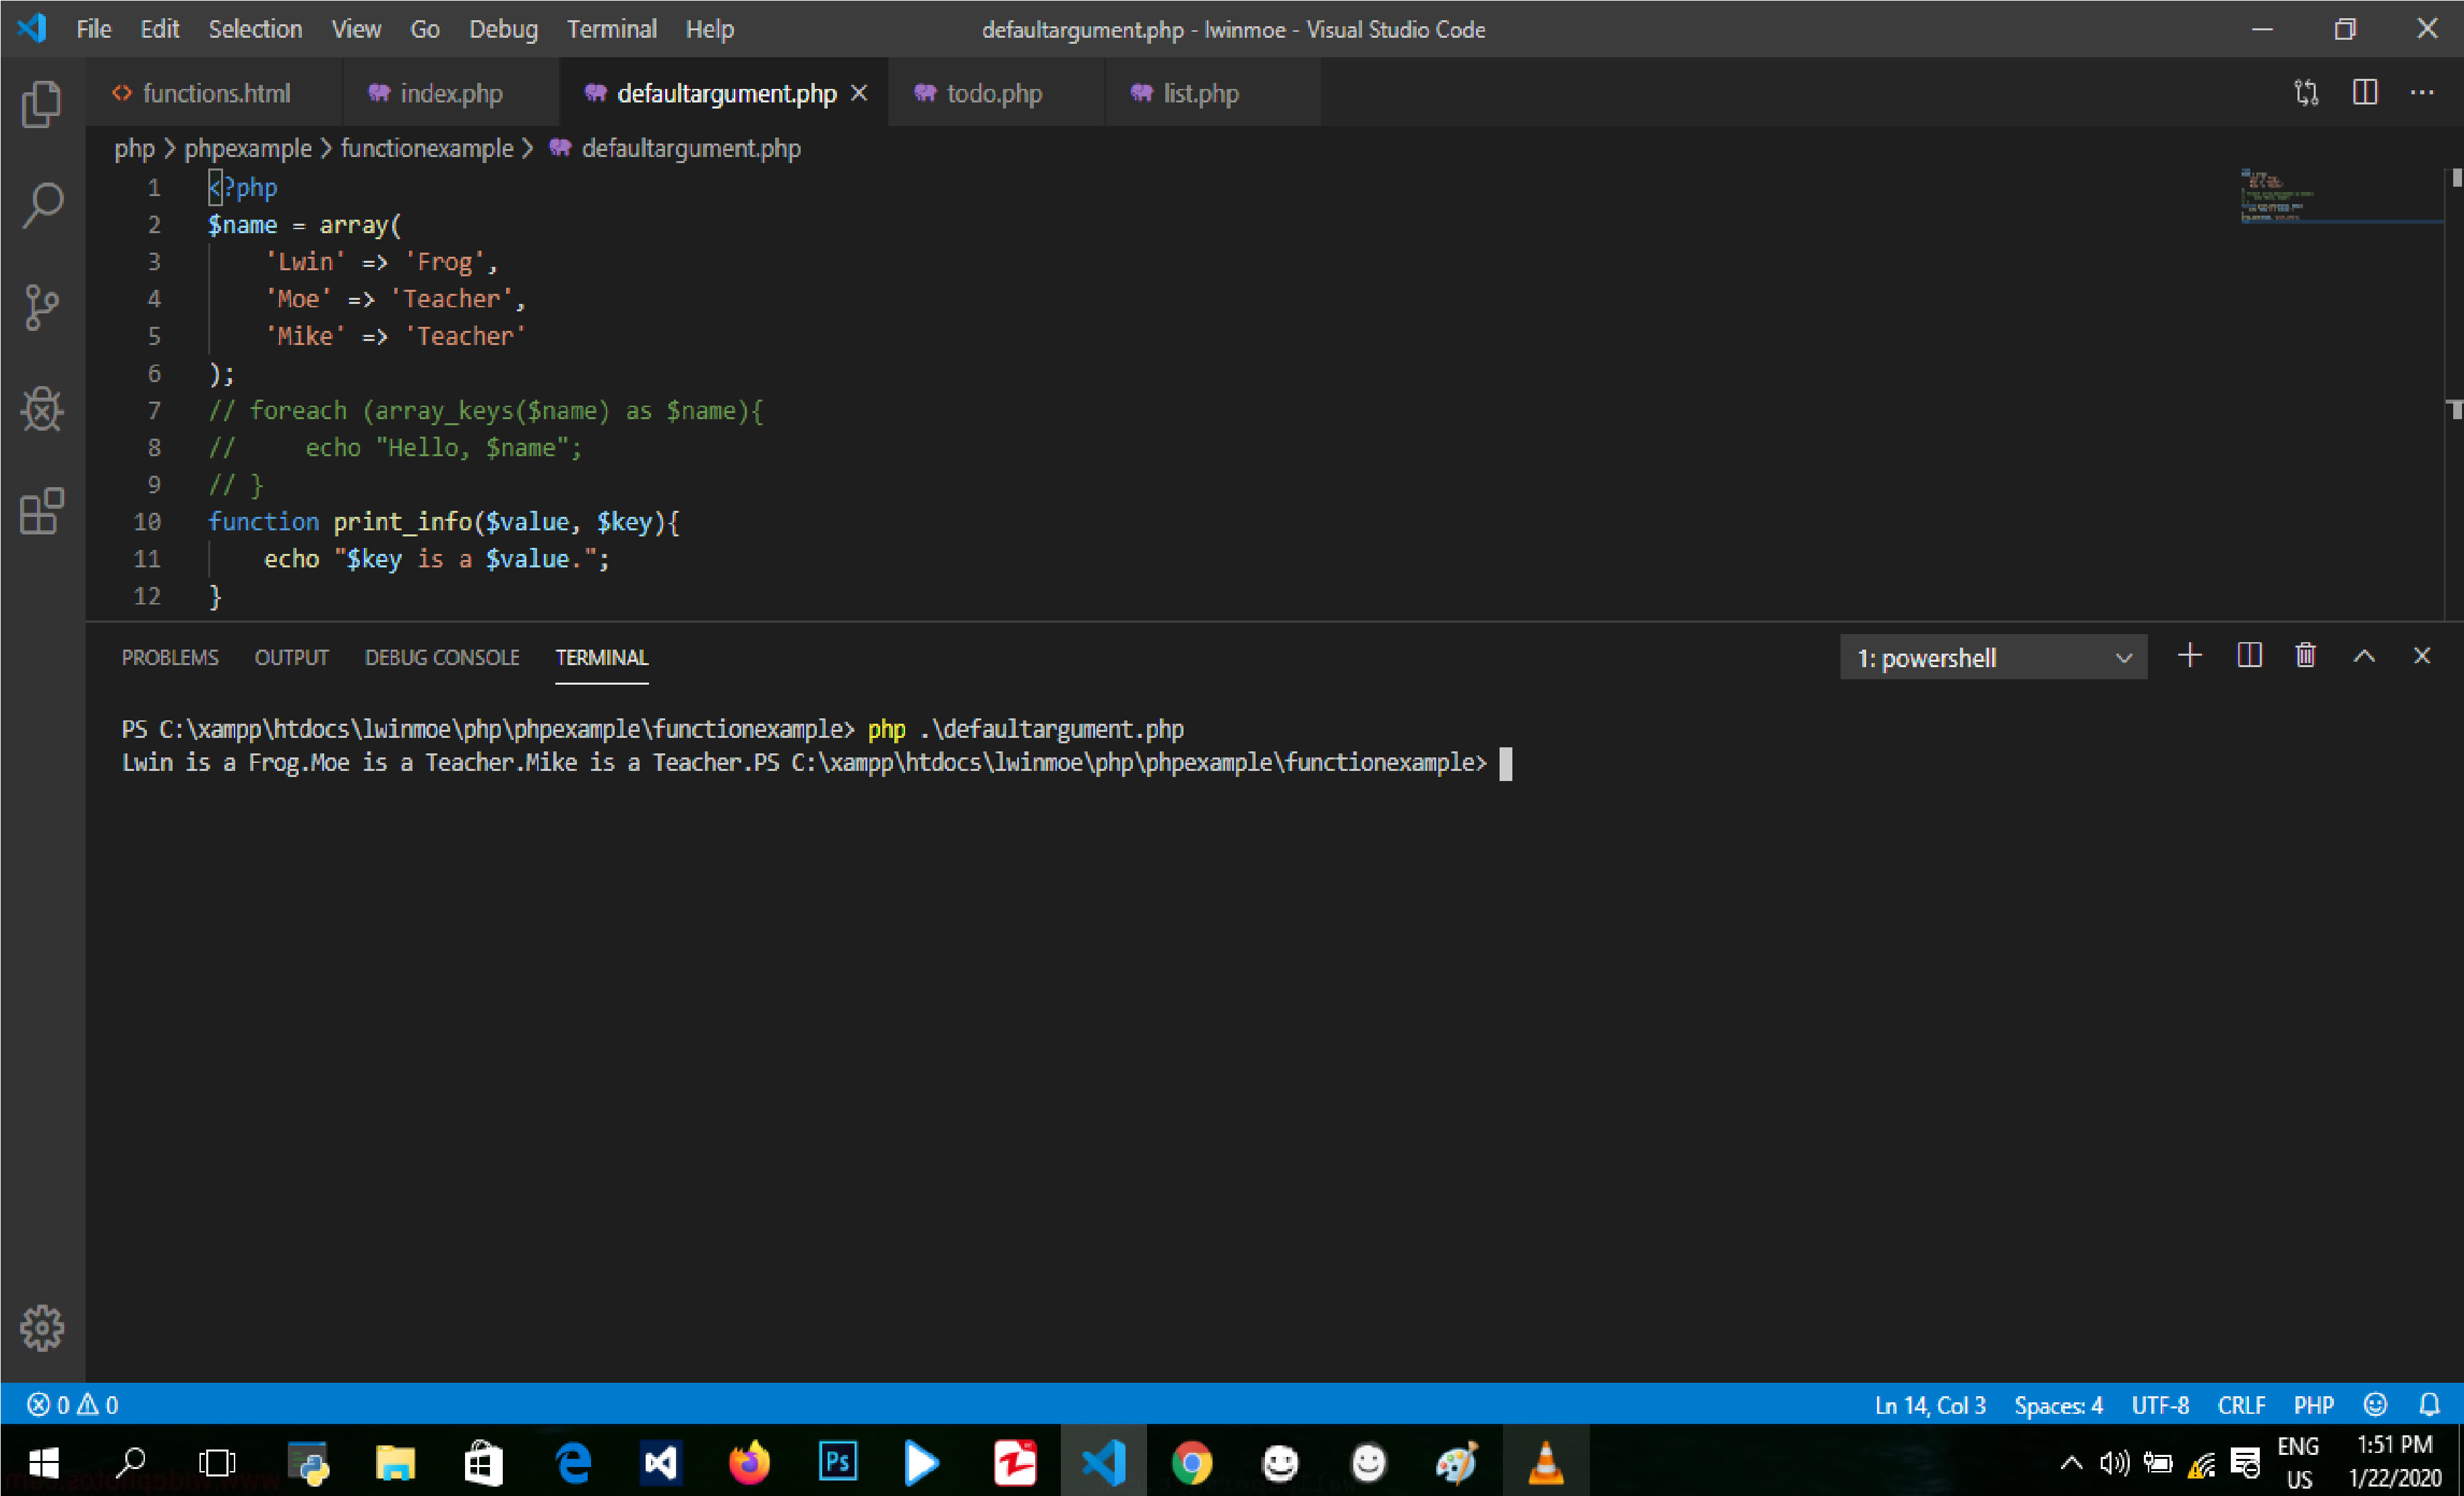 File Edit Selection View Go Debug Terminal Help defaultargument.php - lwinmoe - Visual Studio Code
functions.html index.php defaultargument.php todo.php list.php
php > phpexample > functionexample > defaultargument.php
1 <?php
2 $name = array(
3 'Lwin' => 'Frog',
4 'Moe' => 'Teacher',
5 'Mike' => 'Teacher'
6 );
7 // foreach (array_keys($name) as $name){
8 // echo "Hello, $name";
9 // }
10 function print_info($value, $key){
11 echo "$key is a $value.";
12 }
PROBLEMS OUTPUT DEBUG CONSOLE TERMINAL 1: powershell
PS C:\xampp\htdocs\lwinmoe\php\phpexample\functionexample> php .\defaultargument.php
Lwin is a Frog.Moe is a Teacher.Mike is a Teacher.PS C:\xampp\htdocs\lwinmoe\php\phpexample\functionexample>
0 0 Ln 14, Col 3 Spaces: 4 UTF-8 CRLF PHP
Ps
ENG 1:51 PM
US 1/22/2020